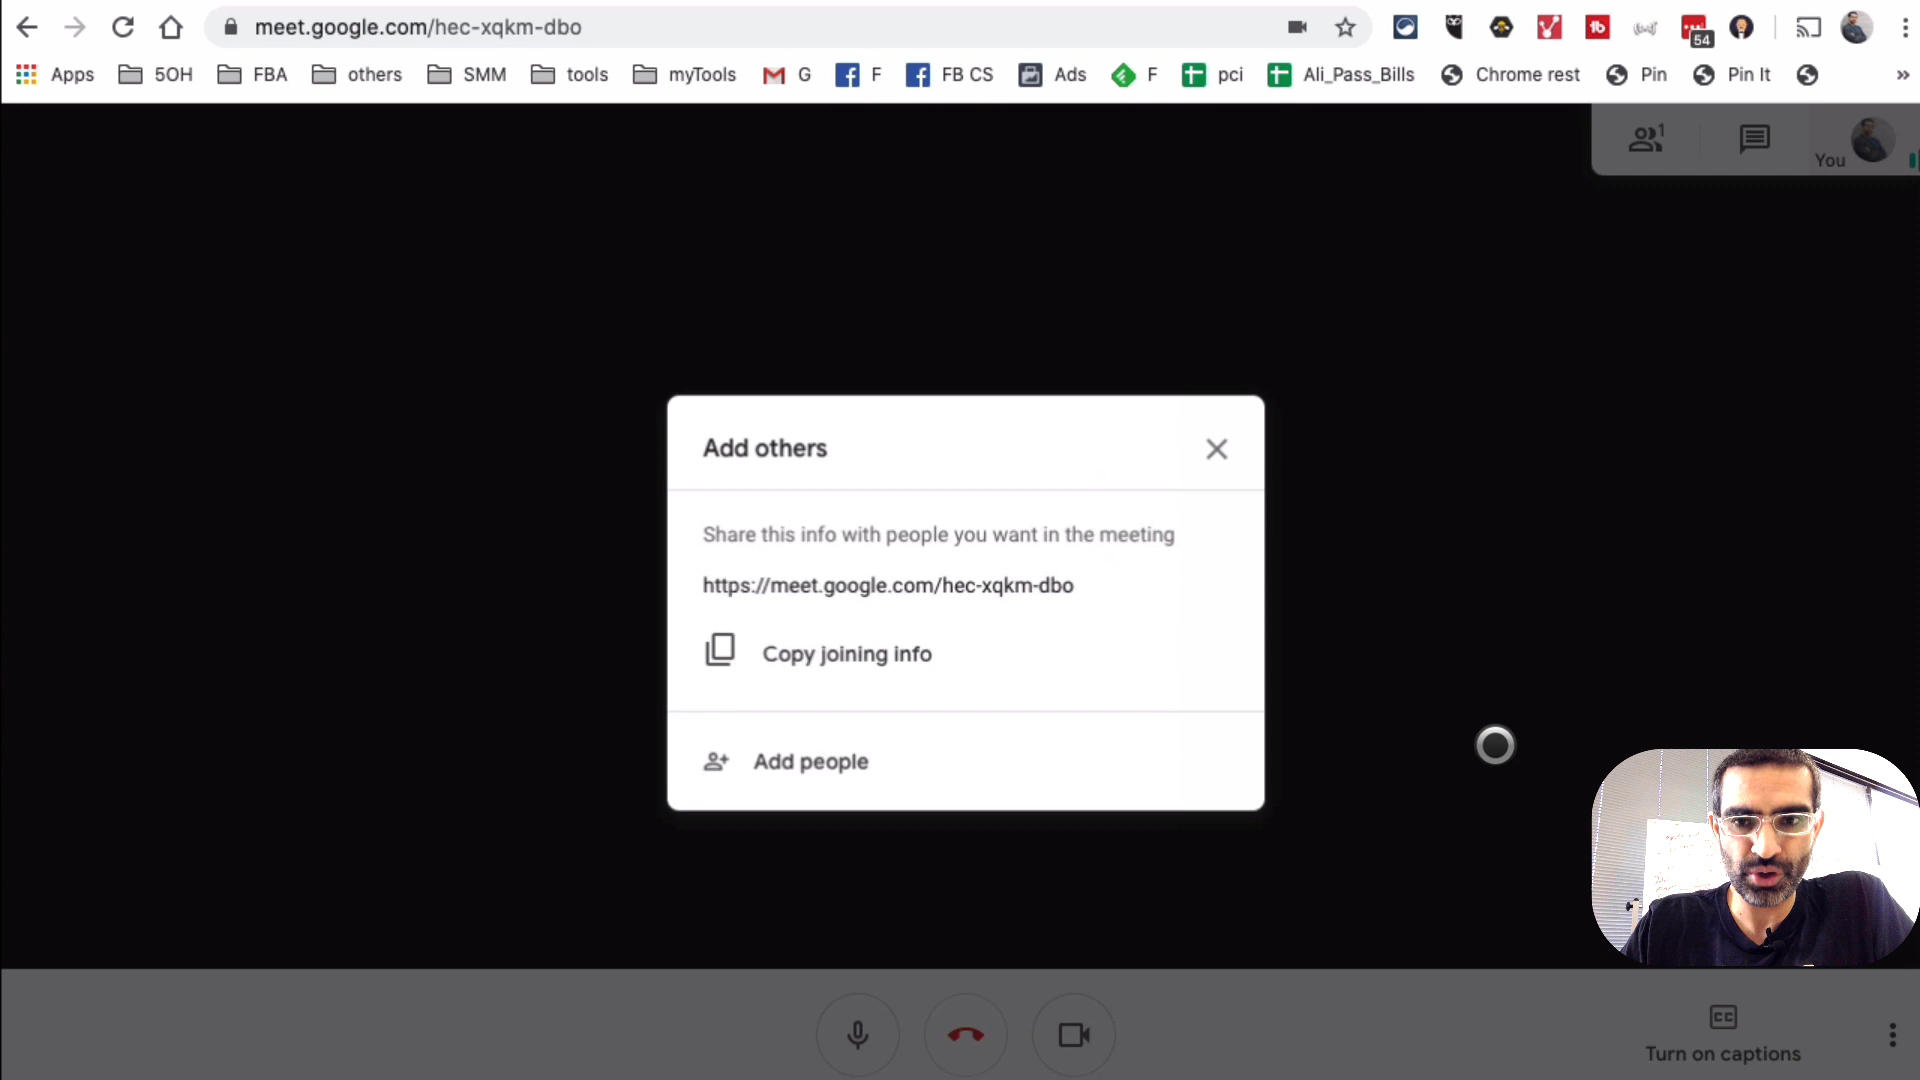 meet.google.com/hec-xqkm-dbo
54
Apps 5OH FBA others SMM tools myTools G F FB CS Ads F pci Ali_Pass_Bills Chrome rest Pin Pin It »
1
You
Add others
Share this info with people you want in the meeting
https://meet.google.com/hec-xqkm-dbo
Copy joining info
Add people
CC
Turn on captions